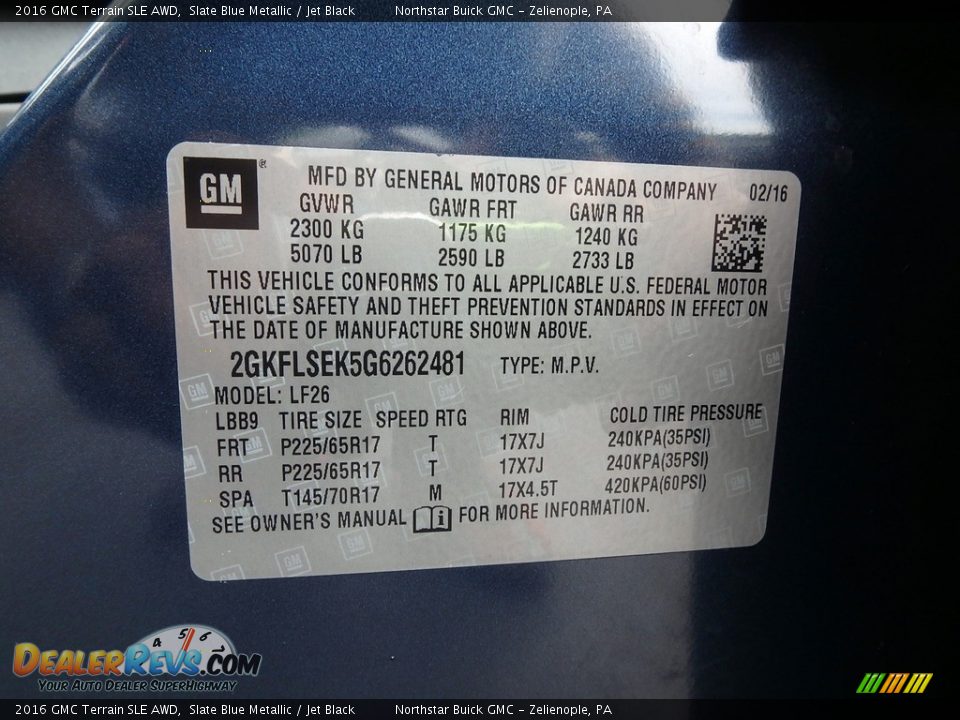 2016 GMC Terrain SLE AWD, Slate Blue Metallic / Jet Black Northstar Buick GMC - Zelienople, PA
GM ® MFD BY GENERAL MOTORS OF CANADA COMPANY 02/16
GVWR GAWR FRT GAWR RR
2300 KG 1175 KG 1240 KG
5070 LB 2590 LB 2733 LB
THIS VEHICLE CONFORMS TO ALL APPLICABLE U.S. FEDERAL MOTOR
VEHICLE SAFETY AND THEFT PREVENTION STANDARDS IN EFFECT ON
THE DATE OF MANUFACTURE SHOWN ABOVE.
2GKFLSEK5G6262481 TYPE: M.P.V.
MODEL: LF26
LBB9 TIRE SIZE SPEED RTG RIM COLD TIRE PRESSURE
FRT P225/65R17 T 17X7J 240KPA(35PSI)
RR P225/65R17 T 17X7J 240KPA(35PSI)
SPA T145/70R17 M 17X4.5T 420KPA(60PSI)
SEE OWNER'S MANUAL i FOR MORE INFORMATION.
4 5 6 7
DEALERREVS.COM
YOUR AUTO DEALER SUPERHIGHWAY
2016 GMC Terrain SLE AWD, Slate Blue Metallic / Jet Black Northstar Buick GMC - Zelienople, PA